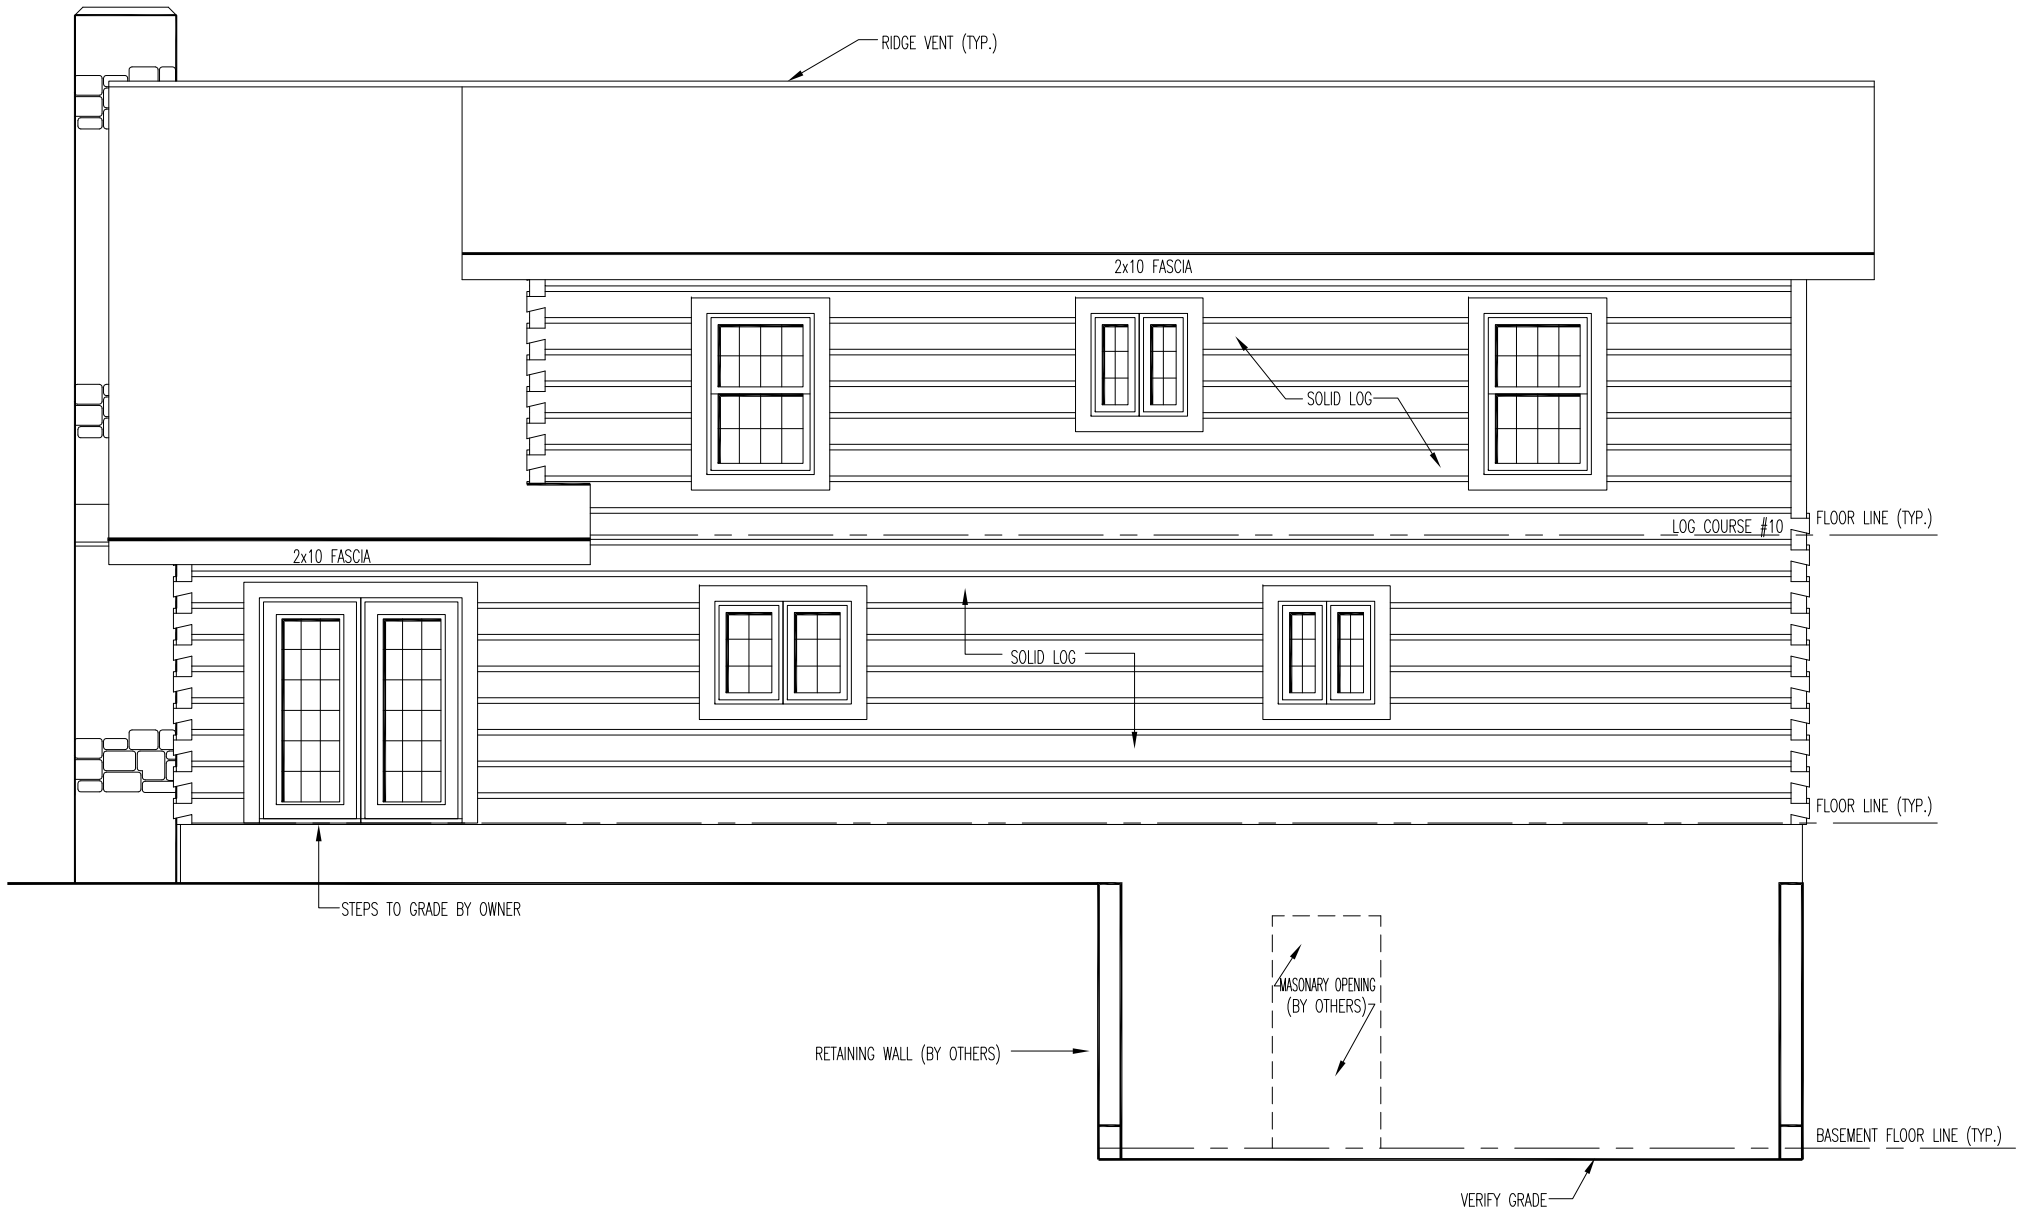 RIDGE VENT (TYP.)
2x10 FASCIA
SOLID LOG
LOG COURSE #10
FLOOR LINE (TYP.)
2x10 FASCIA
SOLID LOG
FLOOR LINE (TYP.)
STEPS TO GRADE BY OWNER
MASONARY OPENING
(BY OTHERS)
RETAINING WALL (BY OTHERS)
BASEMENT FLOOR LINE (TYP.)
VERIFY GRADE